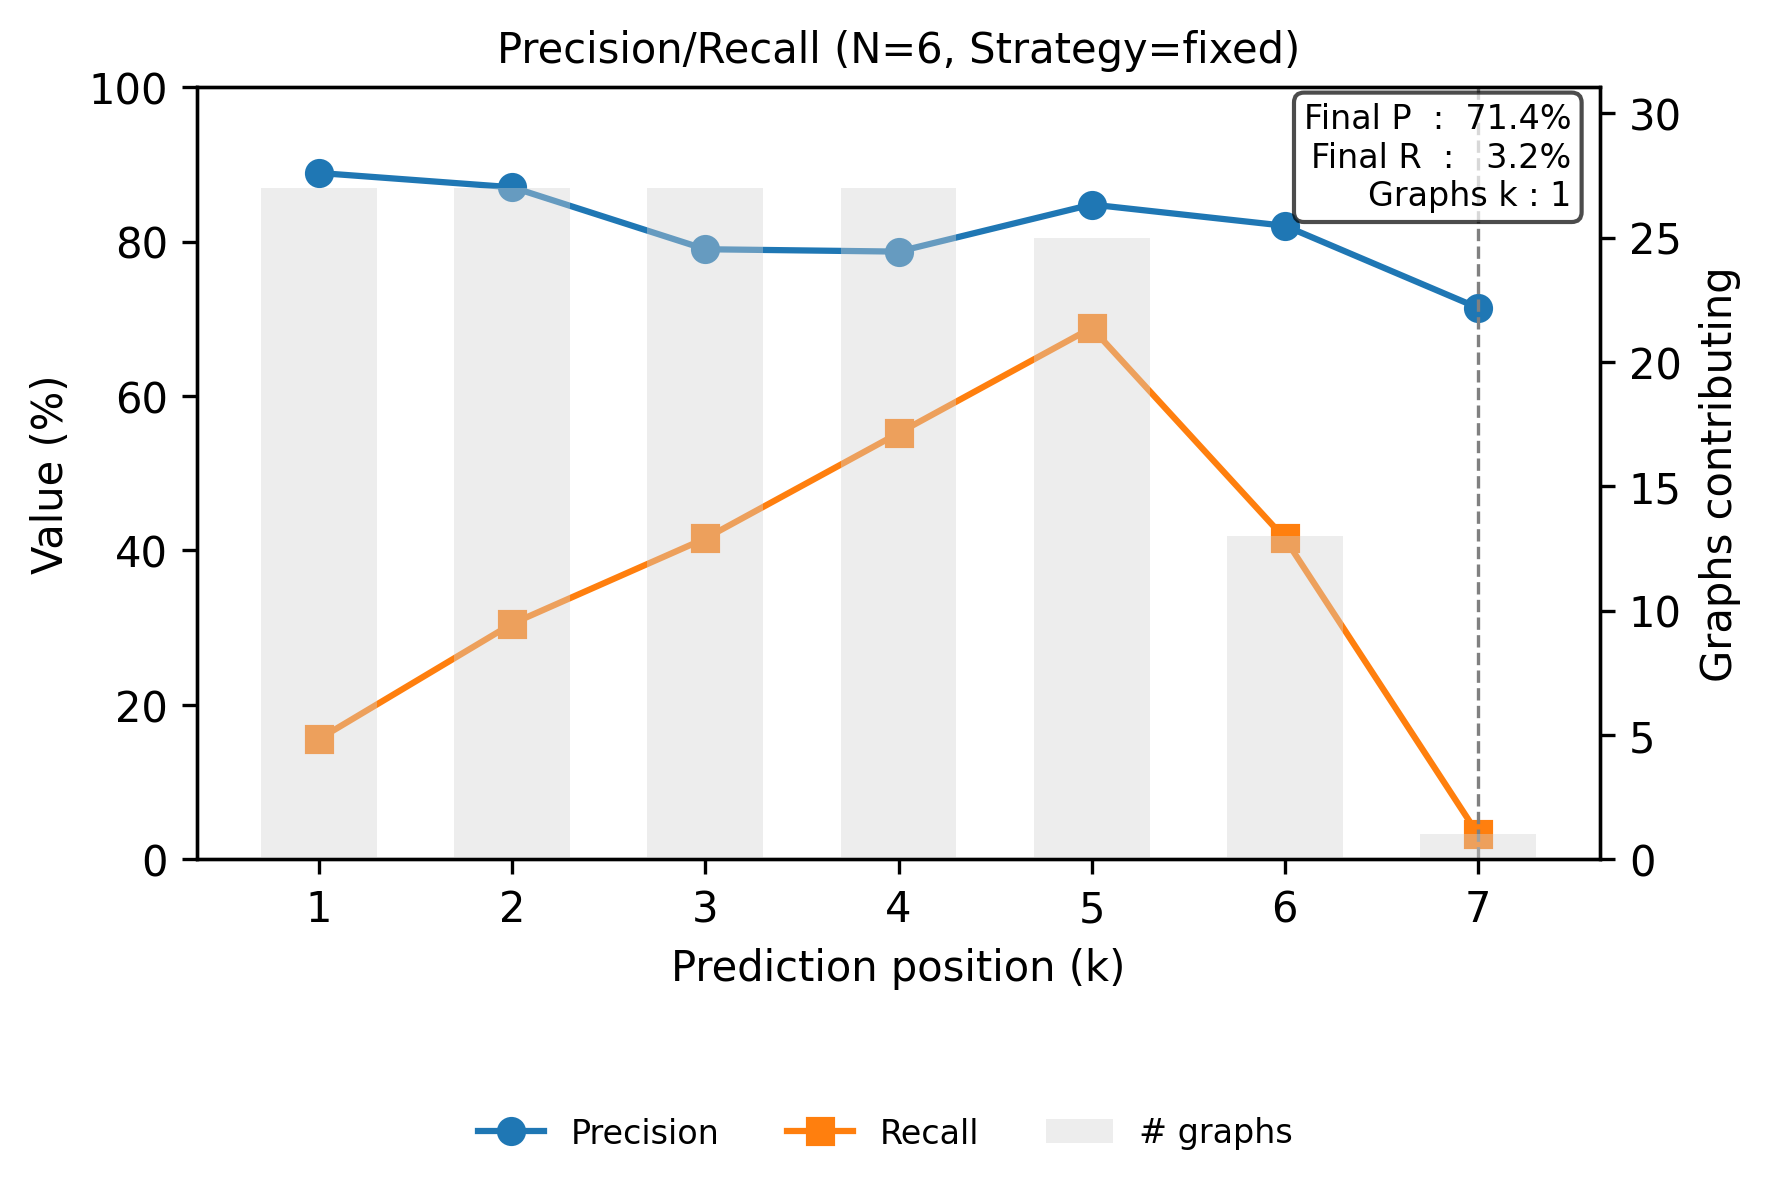 Precision/Recall (N=6, Strategy=fixed)
100
80
60
40
20
0
Value (%)
Final P : 71.4%
Final R : 3.2%
Graphs k : 1
30
25
20
15
10
5
0
Graphs contributing
1 2 3 4 5 6 7
Prediction position (k)
Precision Recall # graphs